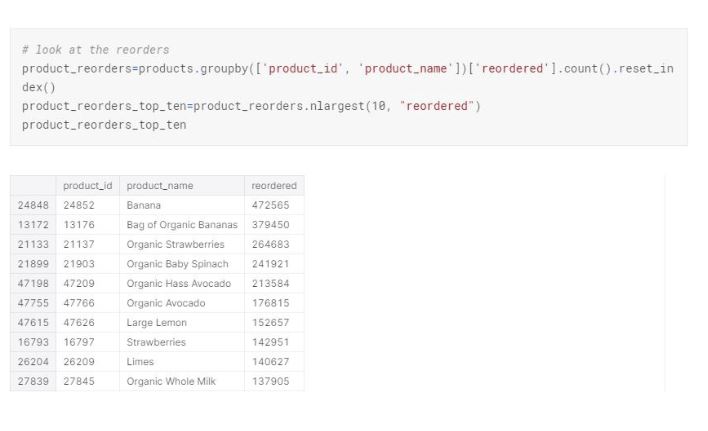 # look at the reorders
product_reorders=products.groupby(['product_id', 'product_name'])['reordered'].count().reset_in
dex()
product_reorders_top_ten=product_reorders.nlargest(10, "reordered")
product_reorders_top_ten
product_id product_name reordered
24848 24852 Banana 472565
13172 13176 Bag of Organic Bananas 379450
21133 21137 Organic Strawberries 264683
21899 21903 Organic Baby Spinach 241921
47198 47209 Organic Hass Avocado 213584
47755 47766 Organic Avocado 176815
47615 47626 Large Lemon 152657
16793 16797 Strawberries 142951
26204 26209 Limes 140627
27839 27845 Organic Whole Milk 137905